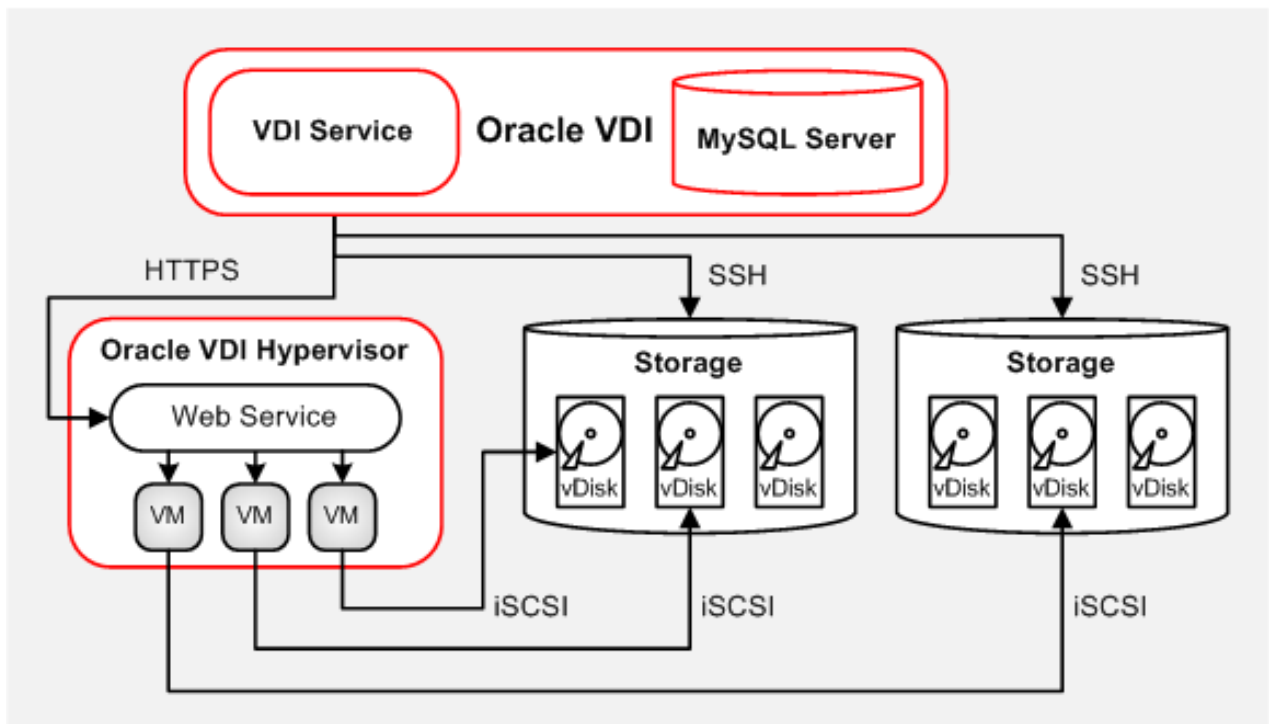 VDI Service
Oracle VDI
MySQL Server
HTTPS
SSH
SSH
Oracle VDI Hypervisor
Web Service
VM
VM
VM
Storage
vDisk
vDisk
vDisk
Storage
vDisk
vDisk
vDisk
iSCSI
iSCSI
iSCSI